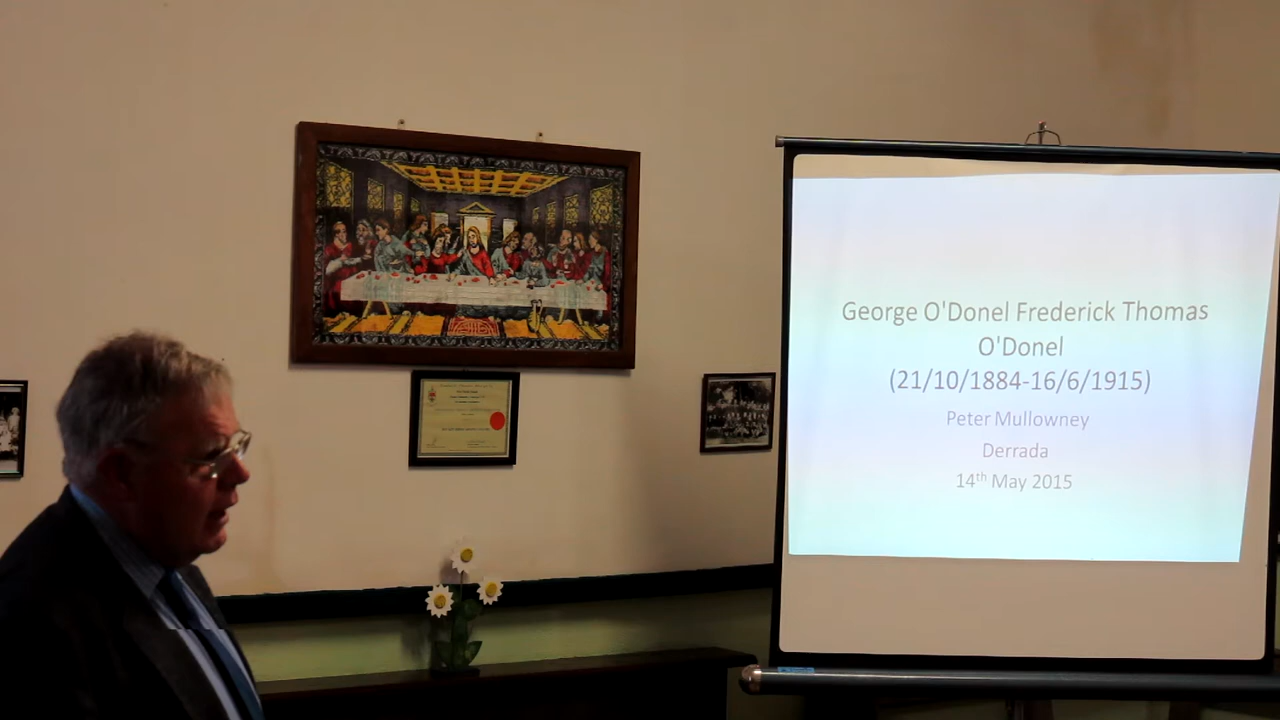 George O'Donel Frederick Thomas
O'Donel
(21/10/1884-16/6/1915)
Peter Mullowney
Derrada
14th May 2015